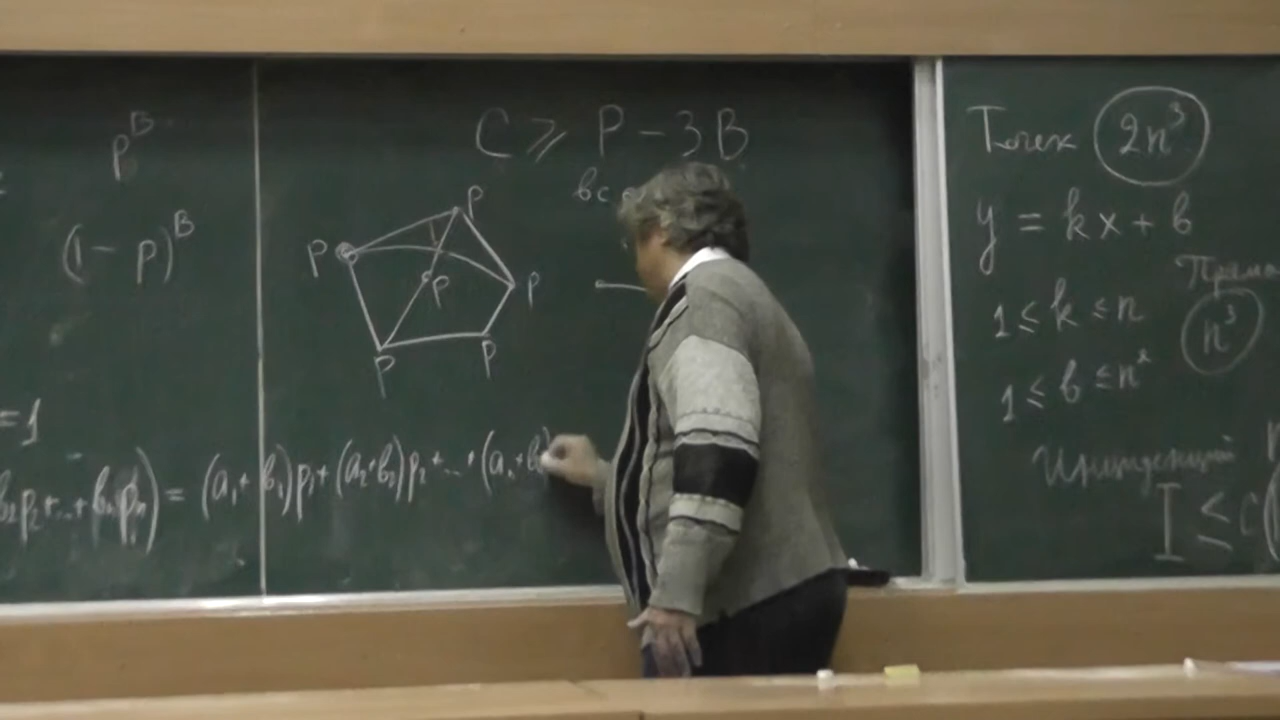 p^B
(1 - p)^B
=1
b₂p₂+...+bₙpₙ) = (a₁+b₁)p₁+(a₂+b₂)p₂+...+(aₙ+b
C ⩾ P - 3B
P
P
P
P
P
P
Точек 2n³
y = kx + b
1 ≤ k ≤ n
n³
1 ≤ b ≤ n²
Инциденций
I ≤ c(